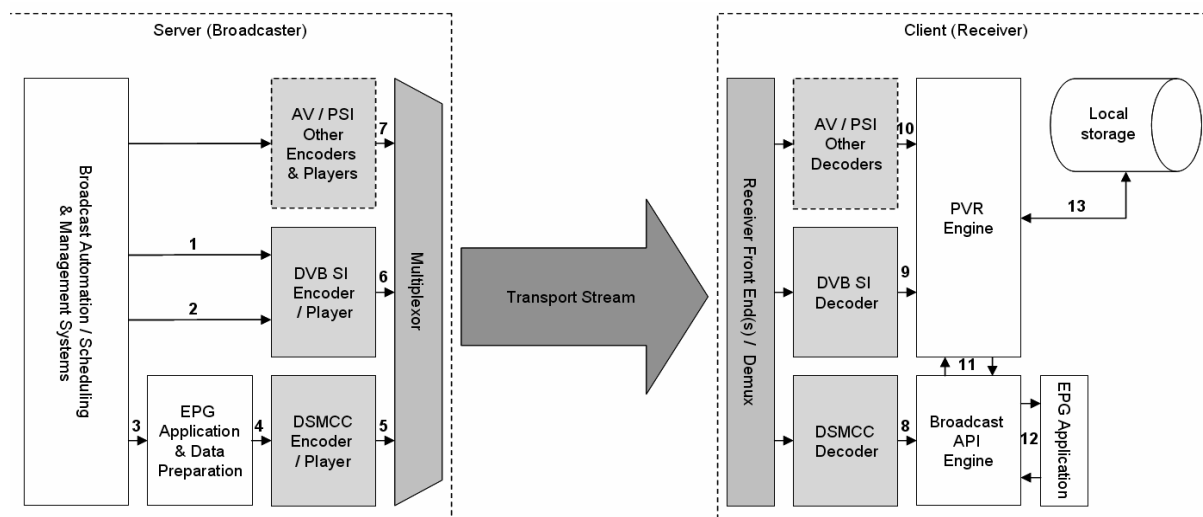 Server (Broadcaster)
Broadcast Automation / Scheduling
& Management Systems
AV / PSI
Other
Encoders
& Players
7
1
2
DVB SI
Encoder
/ Player
6
3
EPG
Application
& Data
Preparation
4
DSMCC
Encoder
/ Player
5
Multiplexor
Transport Stream
Client (Receiver)
Receiver Front End(s) / Demux
AV / PSI
Other
Decoders
10
DVB SI
Decoder
9
DSMCC
Decoder
8
PVR
Engine
11
Broadcast
API
Engine
12
EPG Application
13
Local
storage